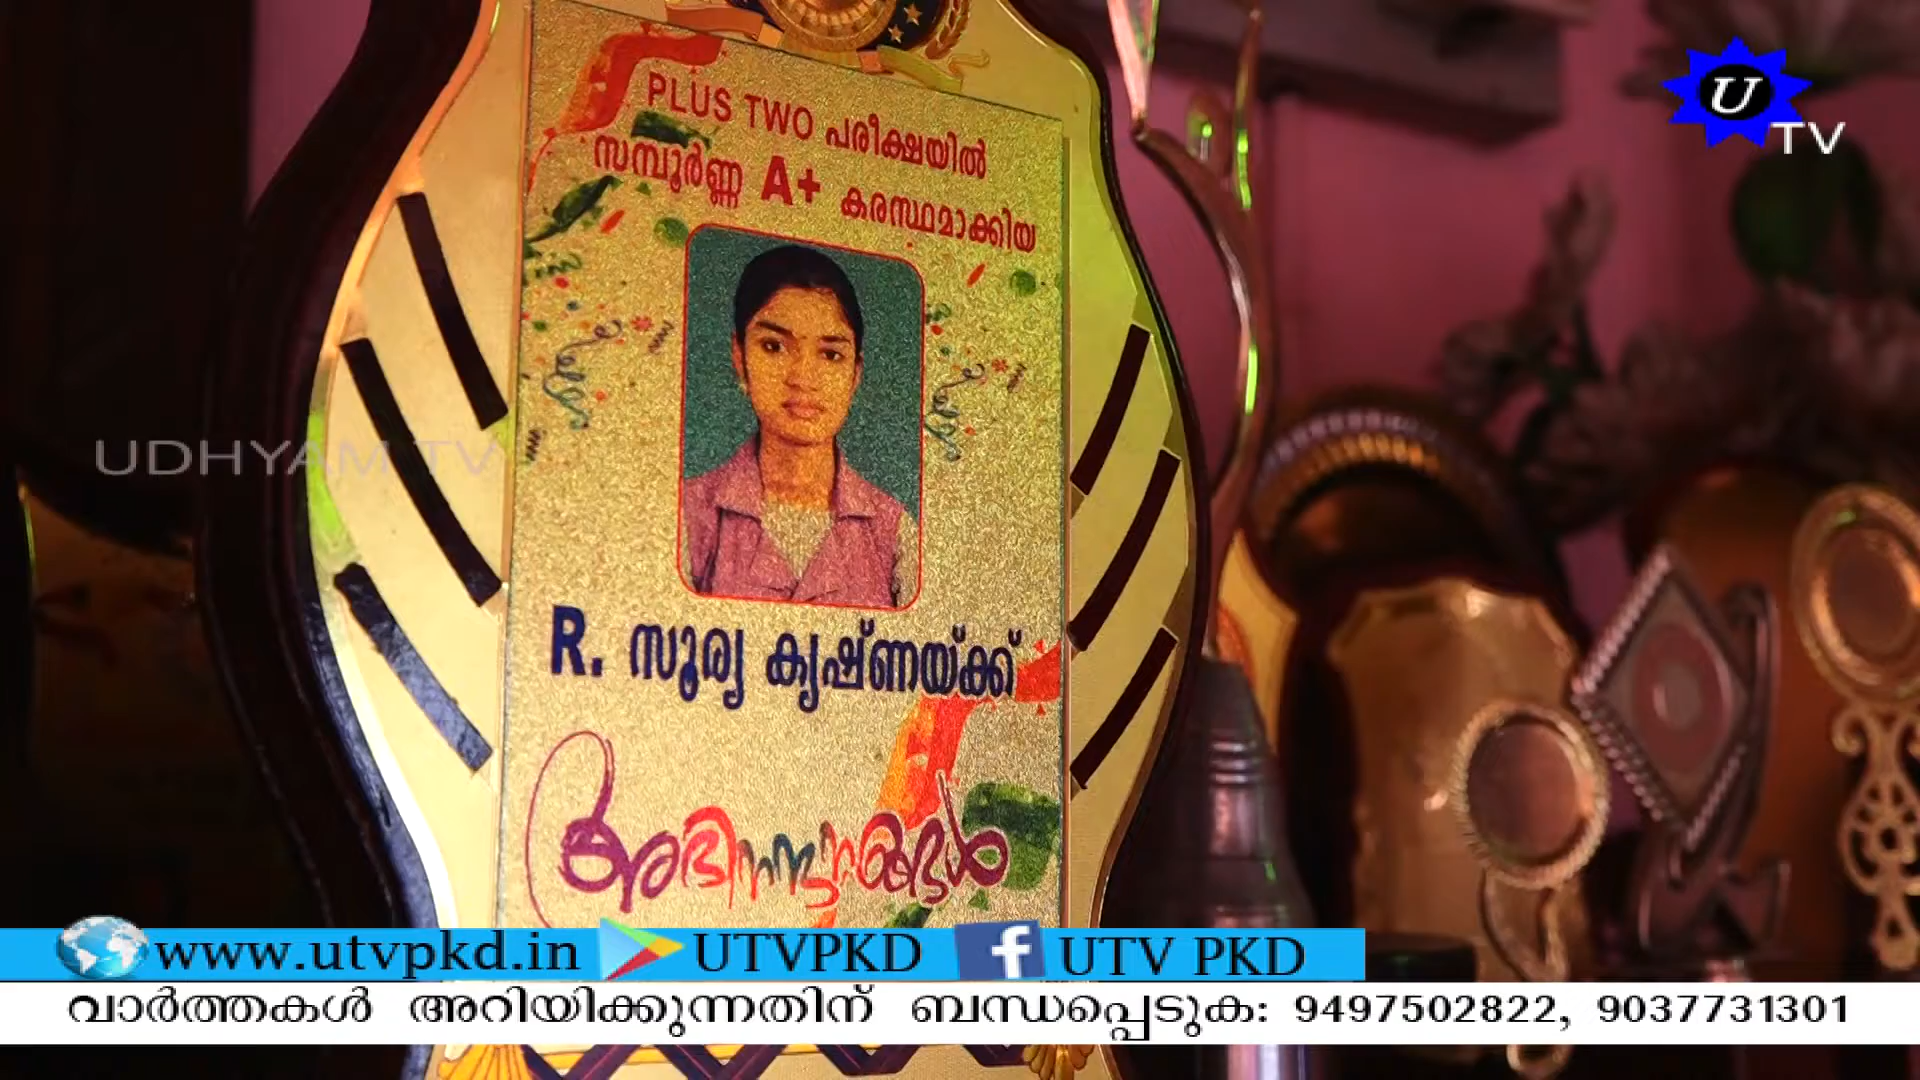 U
TV
PLUS TWO പരീക്ഷയിൽ
സമ്പൂർണ്ണ A+ കരസ്ഥമാക്കിയ
UDHYAM TV
R. സൂര്യ കൃഷ്ണയ്ക്ക്
അഭിനന്ദനങ്ങൾ
www.utvpkd.in UTVPKD f UTV PKD
വാർത്തകൾ അറിയിക്കുന്നതിന് ബന്ധപ്പെടുക: 9497502822, 9037731301